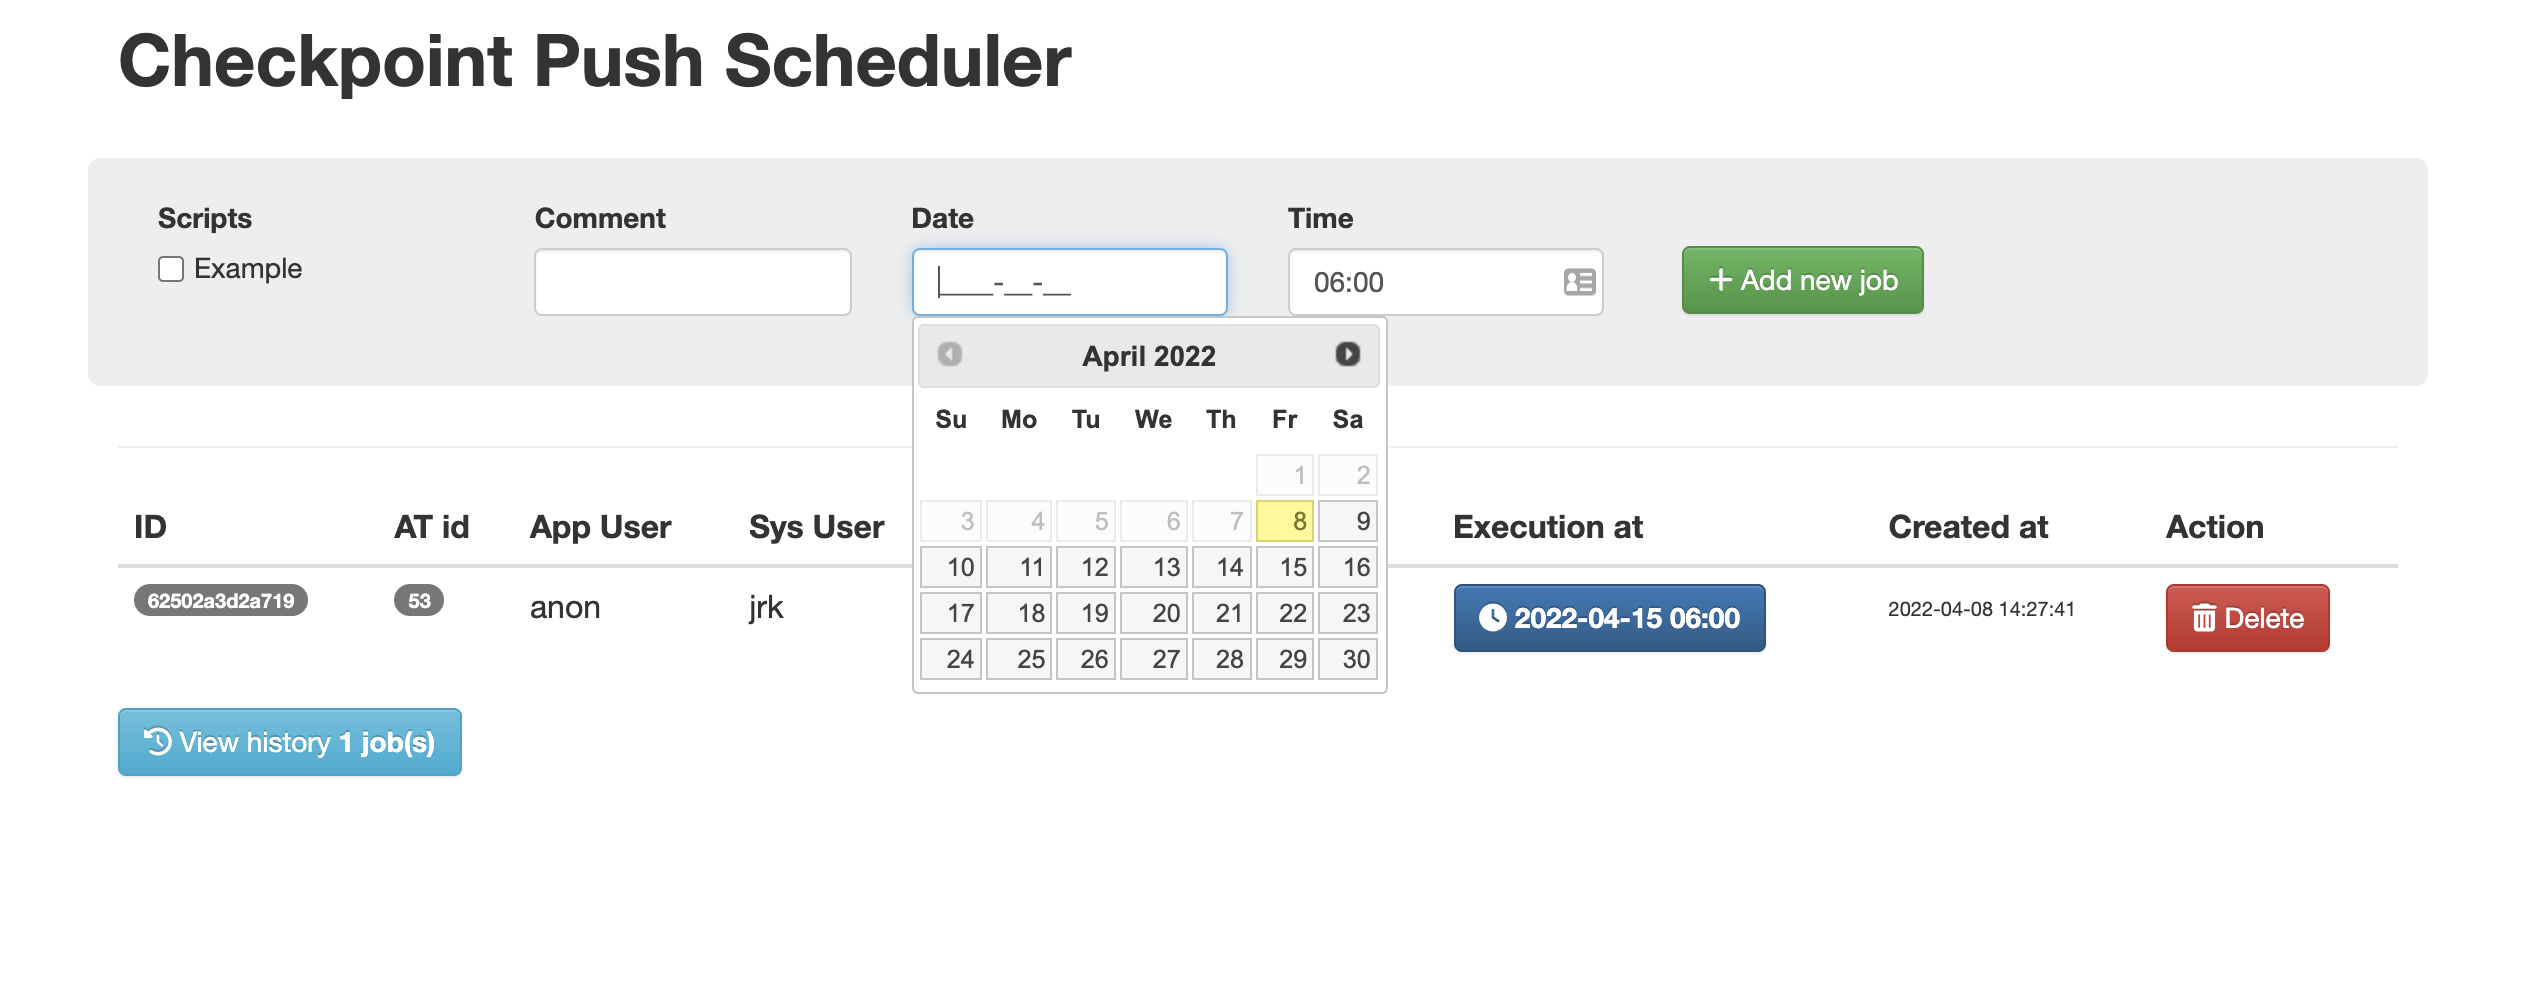 Checkpoint Push Scheduler
Scripts Comment Date Time
Example
____-__-__
06:00
+ Add new job
April 2022
Su Mo Tu We Th Fr Sa
1 2
3 4 5 6 7 8 9
10 11 12 13 14 15 16
17 18 19 20 21 22 23
24 25 26 27 28 29 30
ID AT id App User Sys User Execution at Created at Action
62502a3d2a719 53 anon jrk 2022-04-15 06:00 2022-04-08 14:27:41 Delete
View history 1 job(s)